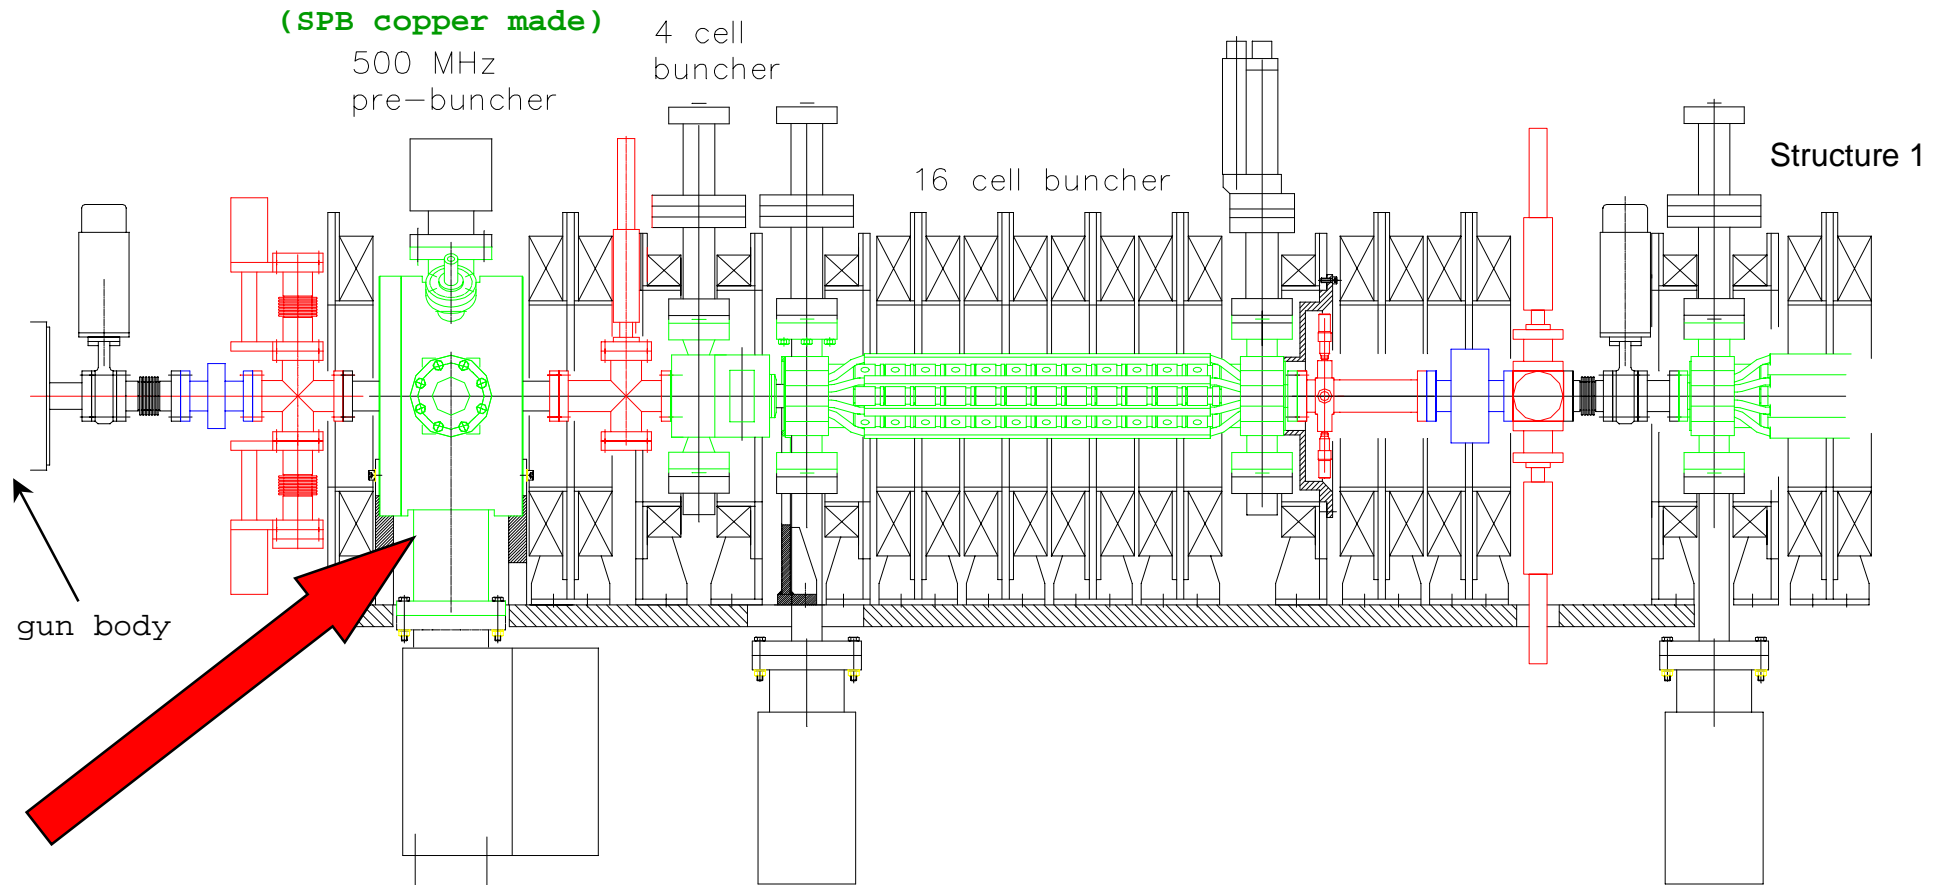 (SPB copper made)
500 MHz
pre-buncher
4 cell
buncher
16 cell buncher
Structure 1
gun body